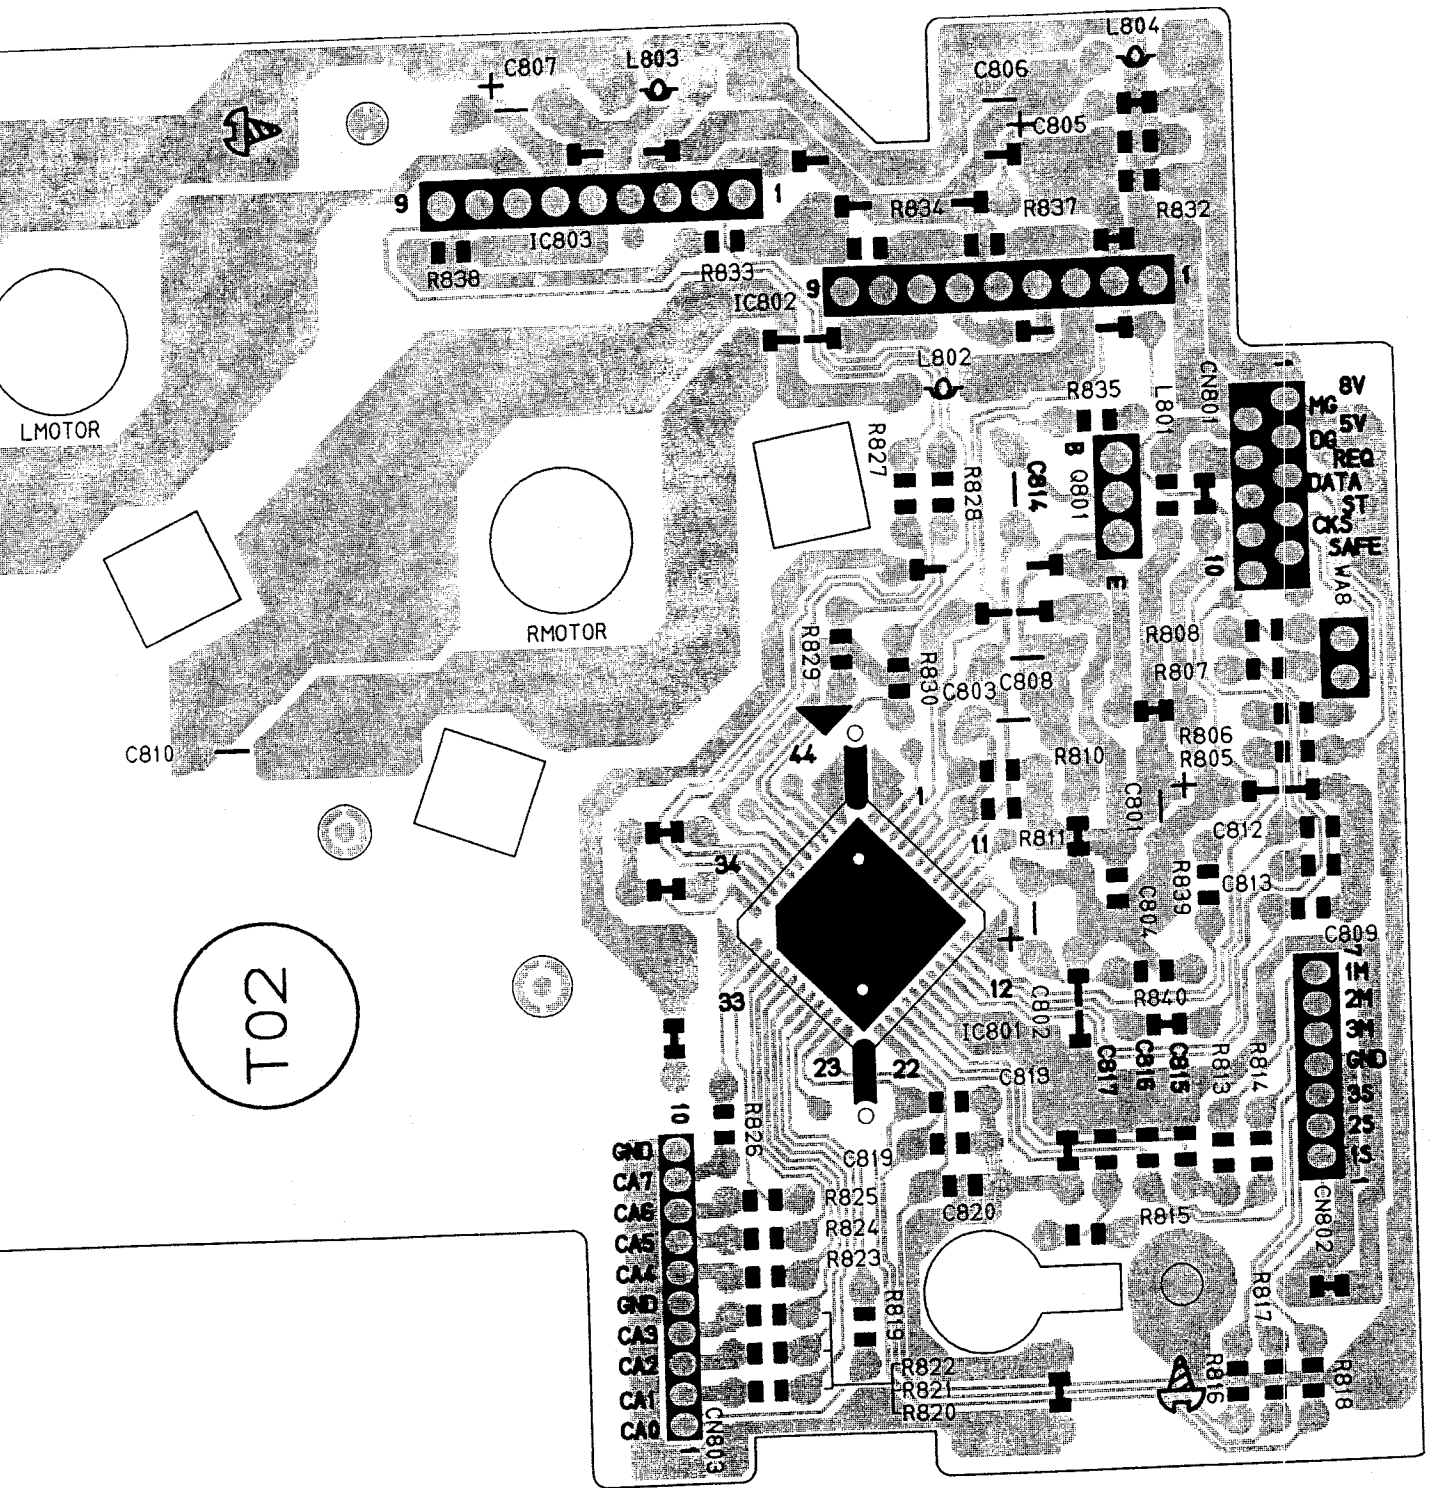 L804
C807
L803
C806
C805
9
1
R834
R837
R832
IC803
R838
R833
IC802
9
1
L802
R835
L801
CN801
1
8V
MG
5V
DG
REQ
DATA
ST
CKS
SAFE
10
WA8
LMOTOR
R827
R828
C814
B
Q801
E
RMOTOR
R829
R830
C803
C808
R808
R807
C810
44
1
R810
R806
R805
C801
R811
11
C812
34
C804
R839
C813
C809
7
1M
2M
3M
GND
3S
2S
1S
1
CN802
T02
33
12
C802
R840
IC801
23
22
C817
C816
C815
R813
R814
C818
10
R826
C819
GND
CA7
CA6
CA5
CA4
GND
CA3
CA2
CA1
CA0
1
CN803
R825
R824
R823
C820
R815
R819
R817
R822
R821
R820
R816
R818